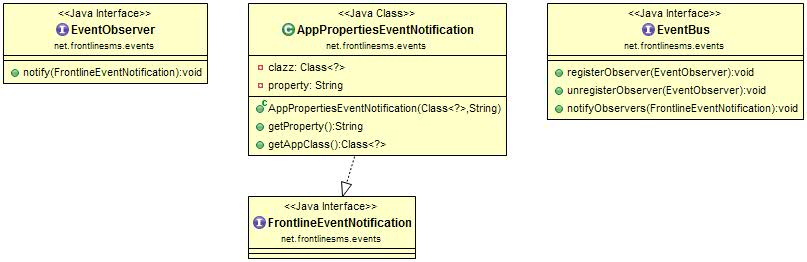 <<Java Interface>>
EventObserver
net.frontlinesms.events
notify(FrontlineEventNotification):void
<<Java Class>>
AppPropertiesEventNotification
net.frontlinesms.events
clazz: Class<?>
property: String
AppPropertiesEventNotification(Class<?>,String)
getProperty():String
getAppClass():Class<?>
<<Java Interface>>
EventBus
net.frontlinesms.events
registerObserver(EventObserver):void
unregisterObserver(EventObserver):void
notifyObservers(FrontlineEventNotification):void
<<Java Interface>>
FrontlineEventNotification
net.frontlinesms.events